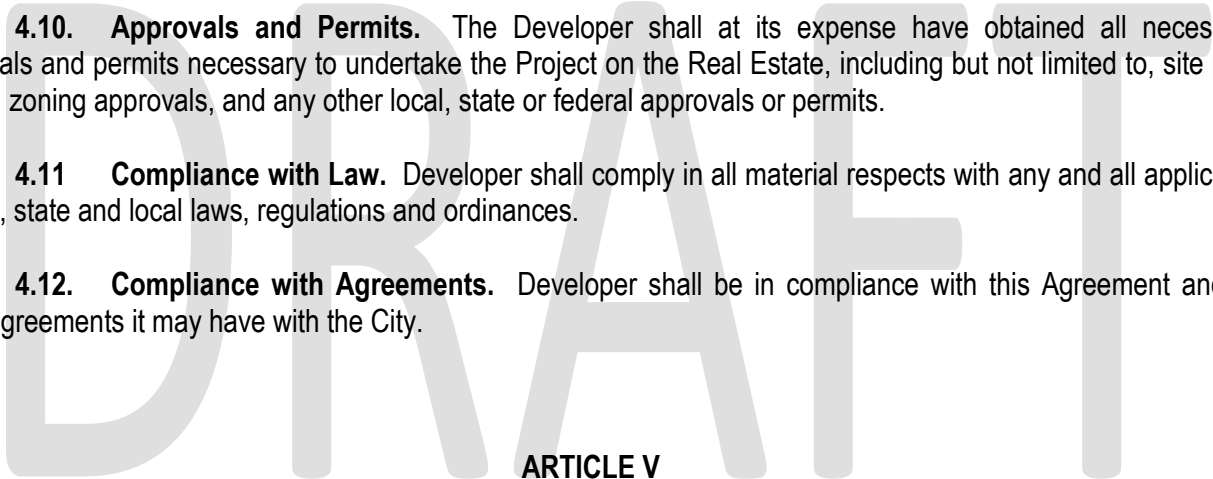 4.10. Approvals and Permits. The Developer shall at its expense have obtained all neces
als and permits necessary to undertake the Project on the Real Estate, including but not limited to, site
zoning approvals, and any other local, state or federal approvals or permits.
4.11 Compliance with Law. Developer shall comply in all material respects with any and all applic
, state and local laws, regulations and ordinances.
4.12. Compliance with Agreements. Developer shall be in compliance with this Agreement an
greements it may have with the City.
DRAFT
ARTICLE V